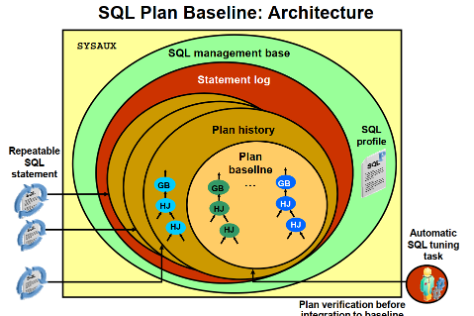 SQL Plan Baseline: Architecture
SYSAUX
SQL management base
Statement log
Plan history
SQL
profile
Repeatable
SQL
statement
Plan
baseline
GB
HJ
HJ
GB
HJ
HJ
...
GB
HJ
HJ
Automatic
SQL tuning
task
Plan verification before
integration to baseline